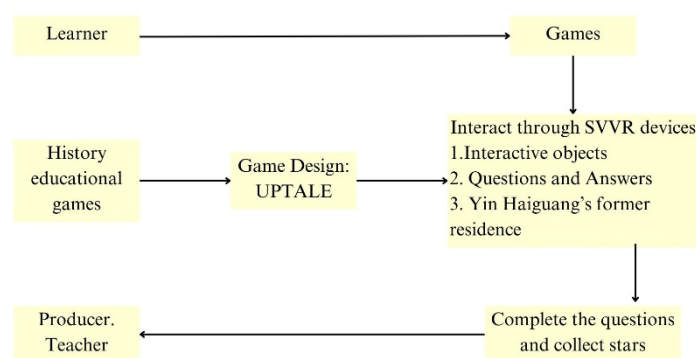 Learner
Games
Interact through SVVR devices
1.Interactive objects
2. Questions and Answers
3. Yin Haiguang's former
residence
History
educational
games
Game Design:
UPTALE
Producer.
Teacher
Complete the questions
and collect stars